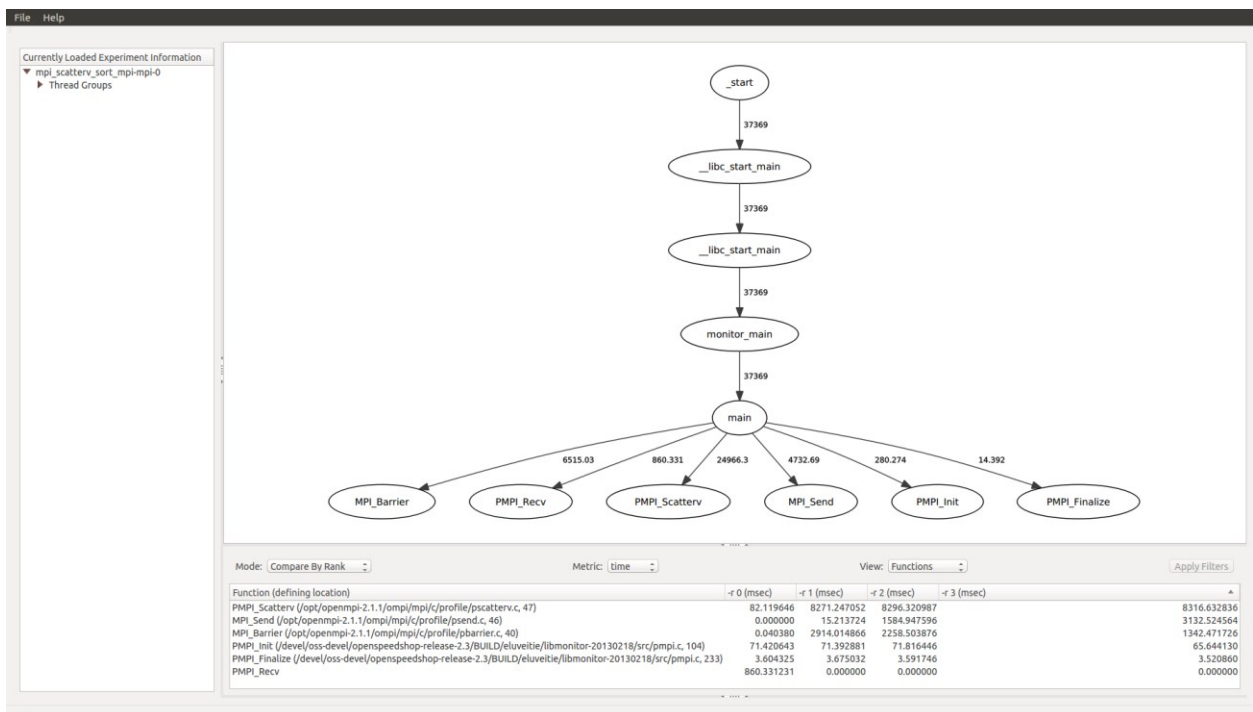 File Help
Currently Loaded Experiment Information
mpi_scatterv_sort_mpi-mpi-0
Thread Groups
_start
37369
__libc_start_main
37369
__libc_start_main
37369
monitor_main
37369
main
6515.03 860.331 24966.3 4732.69 280.274 14.392
MPI_Barrier PMPI_Recv PMPI_Scatterv MPI_Send PMPI_Init PMPI_Finalize
Mode: Compare By Rank Metric: time View: Functions Apply Filters
Function (defining location) -r 0 (msec) -r 1 (msec) -r 2 (msec) -r 3 (msec)
PMPI_Scatterv (/opt/openmpi-2.1.1/ompi/mpi/c/profile/pscatterv.c, 47) 82.119646 8271.247052 8296.320987 8316.632836
MPI_Send (/opt/openmpi-2.1.1/ompi/mpi/c/profile/psend.c, 46) 0.000000 15.213724 1584.947596 3132.524564
MPI_Barrier (/opt/openmpi-2.1.1/ompi/mpi/c/profile/pbarrier.c, 40) 0.040380 2914.014866 2258.503876 1342.471726
PMPI_Init (/devel/oss-devel/openspeedshop-release-2.3/BUILD/eluveitie/libmonitor-20130218/src/pmpi.c, 104) 71.420643 71.392881 71.816446 65.644130
PMPI_Finalize (/devel/oss-devel/openspeedshop-release-2.3/BUILD/eluveitie/libmonitor-20130218/src/pmpi.c, 233) 3.604325 3.675032 3.591746 3.520860
PMPI_Recv 860.331231 0.000000 0.000000 0.000000